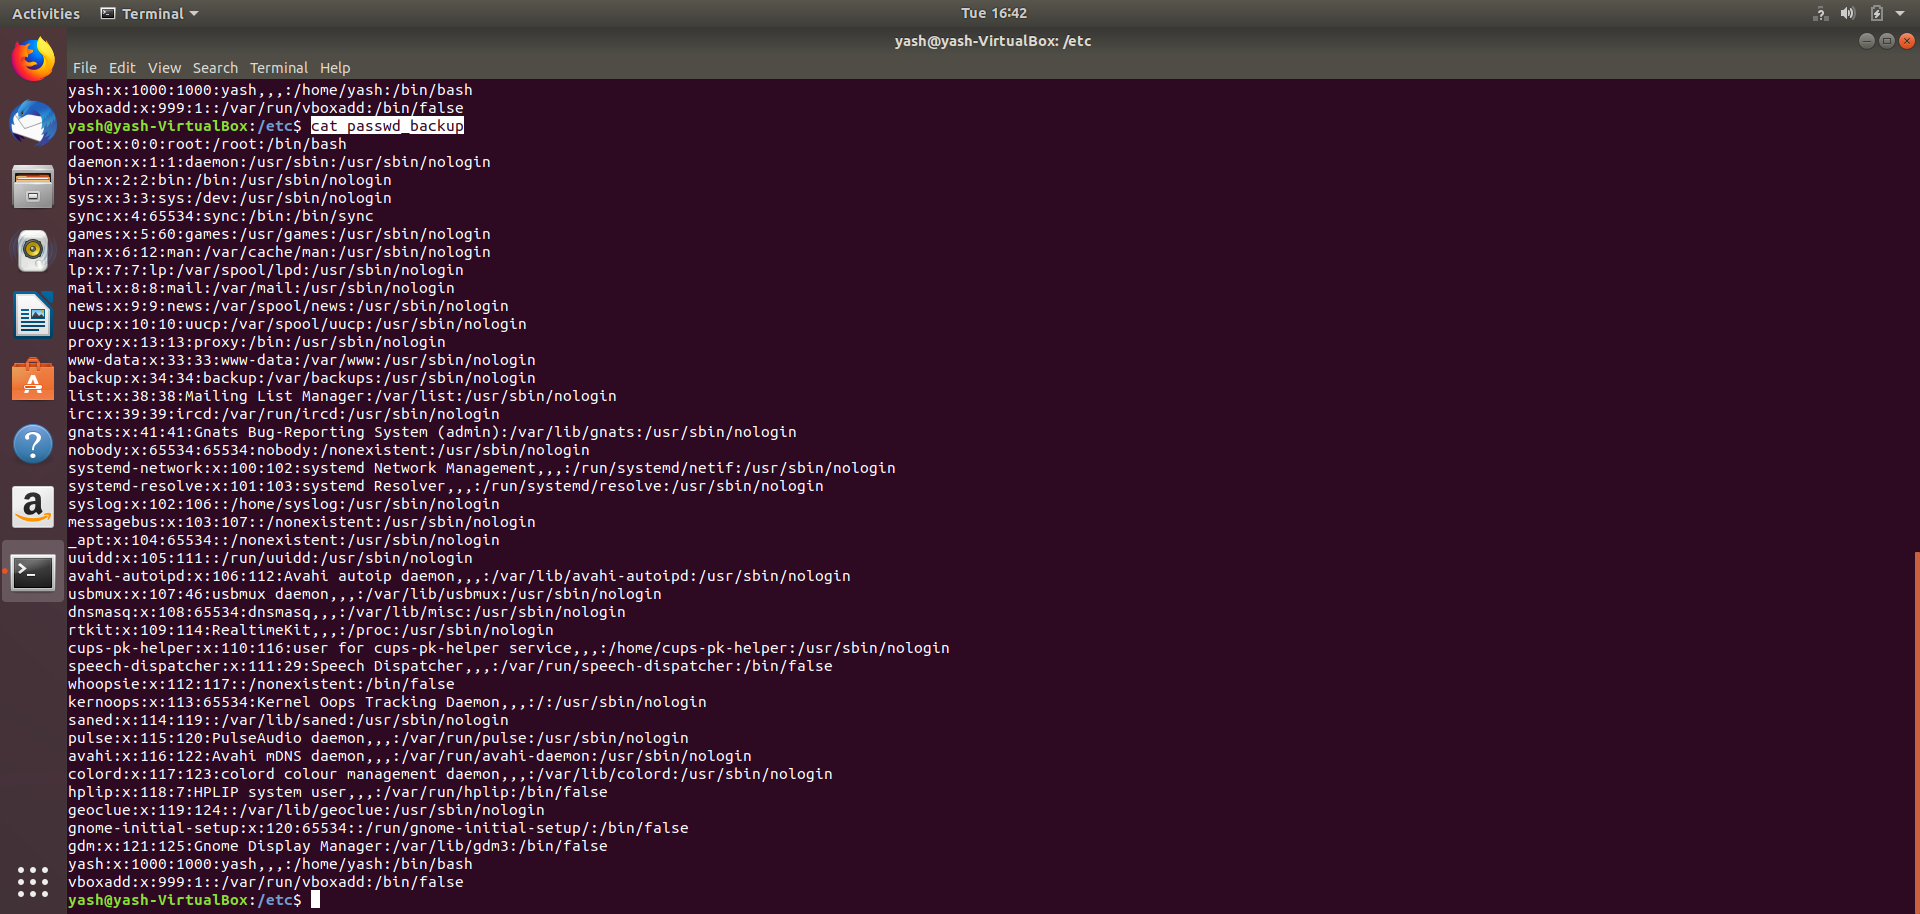 Activities Terminal Tue 16:42
yash@yash-VirtualBox: /etc
File Edit View Search Terminal Help
yash:x:1000:1000:yash,,,:/home/yash:/bin/bash
vboxadd:x:999:1::/var/run/vboxadd:/bin/false
yash@yash-VirtualBox:/etc$ cat passwd_backup
root:x:0:0:root:/root:/bin/bash
daemon:x:1:1:daemon:/usr/sbin:/usr/sbin/nologin
bin:x:2:2:bin:/bin:/usr/sbin/nologin
sys:x:3:3:sys:/dev:/usr/sbin/nologin
sync:x:4:65534:sync:/bin:/bin/sync
games:x:5:60:games:/usr/games:/usr/sbin/nologin
man:x:6:12:man:/var/cache/man:/usr/sbin/nologin
lp:x:7:7:lp:/var/spool/lpd:/usr/sbin/nologin
mail:x:8:8:mail:/var/mail:/usr/sbin/nologin
news:x:9:9:news:/var/spool/news:/usr/sbin/nologin
uucp:x:10:10:uucp:/var/spool/uucp:/usr/sbin/nologin
proxy:x:13:13:proxy:/bin:/usr/sbin/nologin
www-data:x:33:33:www-data:/var/www:/usr/sbin/nologin
backup:x:34:34:backup:/var/backups:/usr/sbin/nologin
list:x:38:38:Mailing List Manager:/var/list:/usr/sbin/nologin
irc:x:39:39:ircd:/var/run/ircd:/usr/sbin/nologin
gnats:x:41:41:Gnats Bug-Reporting System (admin):/var/lib/gnats:/usr/sbin/nologin
nobody:x:65534:65534:nobody:/nonexistent:/usr/sbin/nologin
systemd-network:x:100:102:systemd Network Management,,,:/run/systemd/netif:/usr/sbin/nologin
systemd-resolve:x:101:103:systemd Resolver,,,:/run/systemd/resolve:/usr/sbin/nologin
syslog:x:102:106::/home/syslog:/usr/sbin/nologin
messagebus:x:103:107::/nonexistent:/usr/sbin/nologin
_apt:x:104:65534::/nonexistent:/usr/sbin/nologin
uuidd:x:105:111::/run/uuidd:/usr/sbin/nologin
avahi-autoipd:x:106:112:Avahi autoip daemon,,,:/var/lib/avahi-autoipd:/usr/sbin/nologin
usbmux:x:107:46:usbmux daemon,,,:/var/lib/usbmux:/usr/sbin/nologin
dnsmasq:x:108:65534:dnsmasq,,,:/var/lib/misc:/usr/sbin/nologin
rtkit:x:109:114:RealtimeKit,,,:/proc:/usr/sbin/nologin
cups-pk-helper:x:110:116:user for cups-pk-helper service,,,:/home/cups-pk-helper:/usr/sbin/nologin
speech-dispatcher:x:111:29:Speech Dispatcher,,,:/var/run/speech-dispatcher:/bin/false
whoopsie:x:112:117::/nonexistent:/bin/false
kernoops:x:113:65534:Kernel Oops Tracking Daemon,,,:/:/usr/sbin/nologin
saned:x:114:119::/var/lib/saned:/usr/sbin/nologin
pulse:x:115:120:PulseAudio daemon,,,:/var/run/pulse:/usr/sbin/nologin
avahi:x:116:122:Avahi mDNS daemon,,,:/var/run/avahi-daemon:/usr/sbin/nologin
colord:x:117:123:colord colour management daemon,,,:/var/lib/colord:/usr/sbin/nologin
hplip:x:118:7:HPLIP system user,,,:/var/run/hplip:/bin/false
geoclue:x:119:124::/var/lib/geoclue:/usr/sbin/nologin
gnome-initial-setup:x:120:65534::/run/gnome-initial-setup/:/bin/false
gdm:x:121:125:Gnome Display Manager:/var/lib/gdm3:/bin/false
yash:x:1000:1000:yash,,,:/home/yash:/bin/bash
vboxadd:x:999:1::/var/run/vboxadd:/bin/false
yash@yash-VirtualBox:/etc$